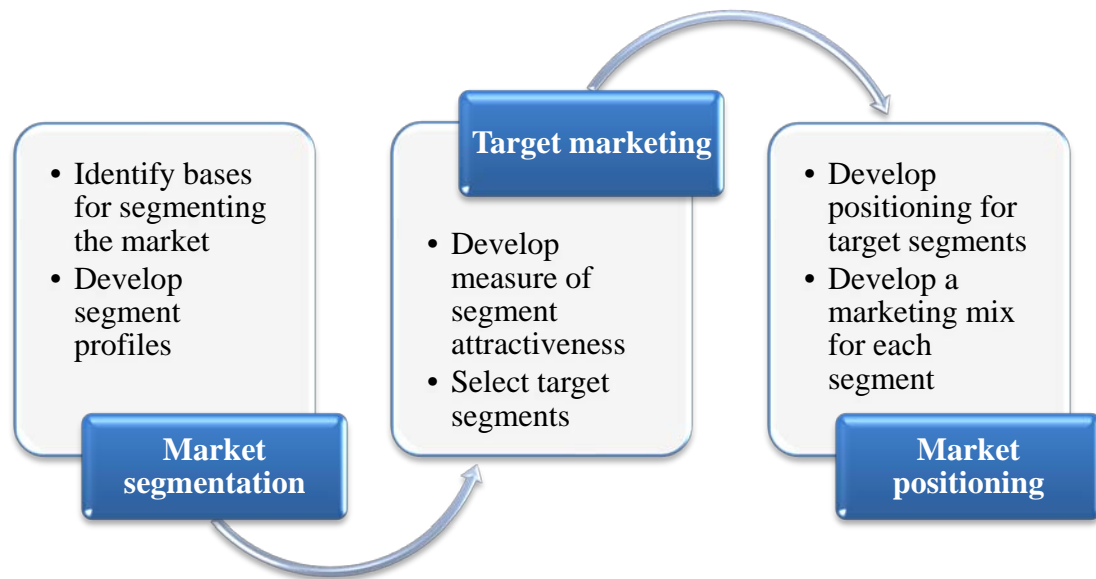 • Identify bases
for segmenting
the market
• Develop
segment
profiles
Market
segmentation
Target marketing
• Develop
measure of
segment
attractiveness
• Select target
segments
• Develop
positioning for
target segments
• Develop a
marketing mix
for each
segment
Market
positioning